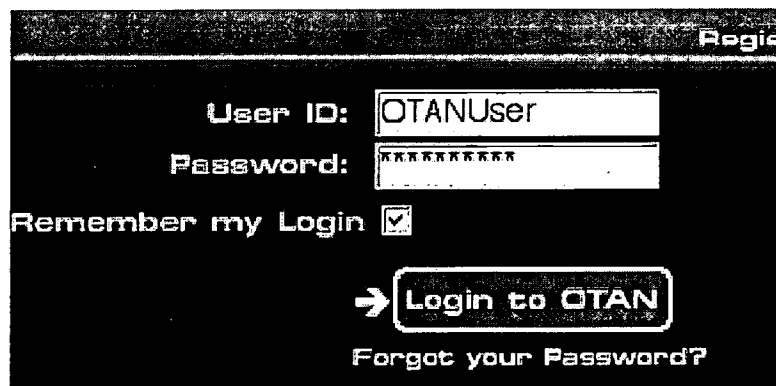 User ID: OTANUser
Password: **********
Remember my Login
Login to OTAN
Forgot your Password?